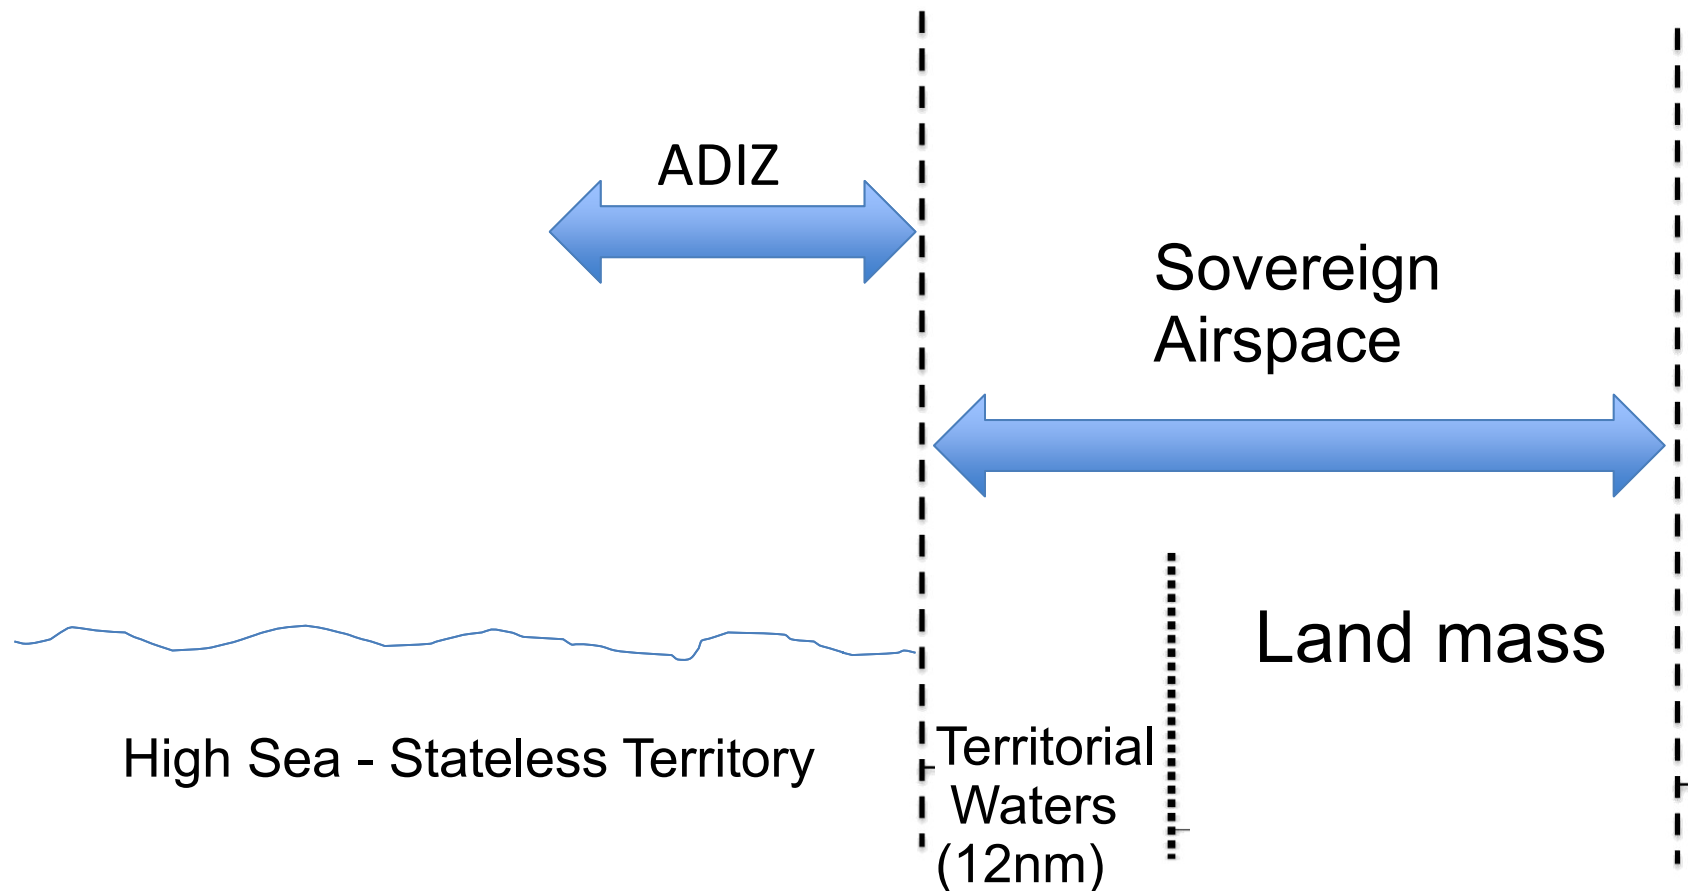 ADIZ
Sovereign
Airspace
Land mass
High Sea - Stateless Territory
Territorial
Waters
(12nm)